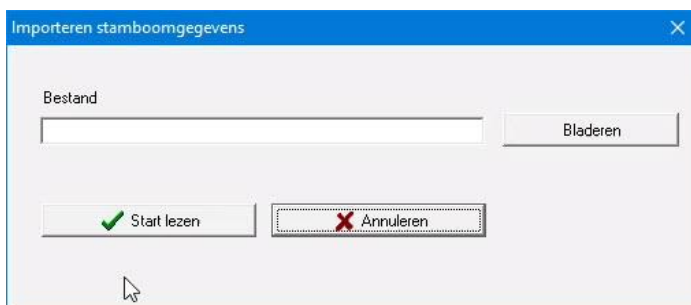 Importeren stamboomgegevens
Bestand
Bladeren
Start lezen
Annuleren